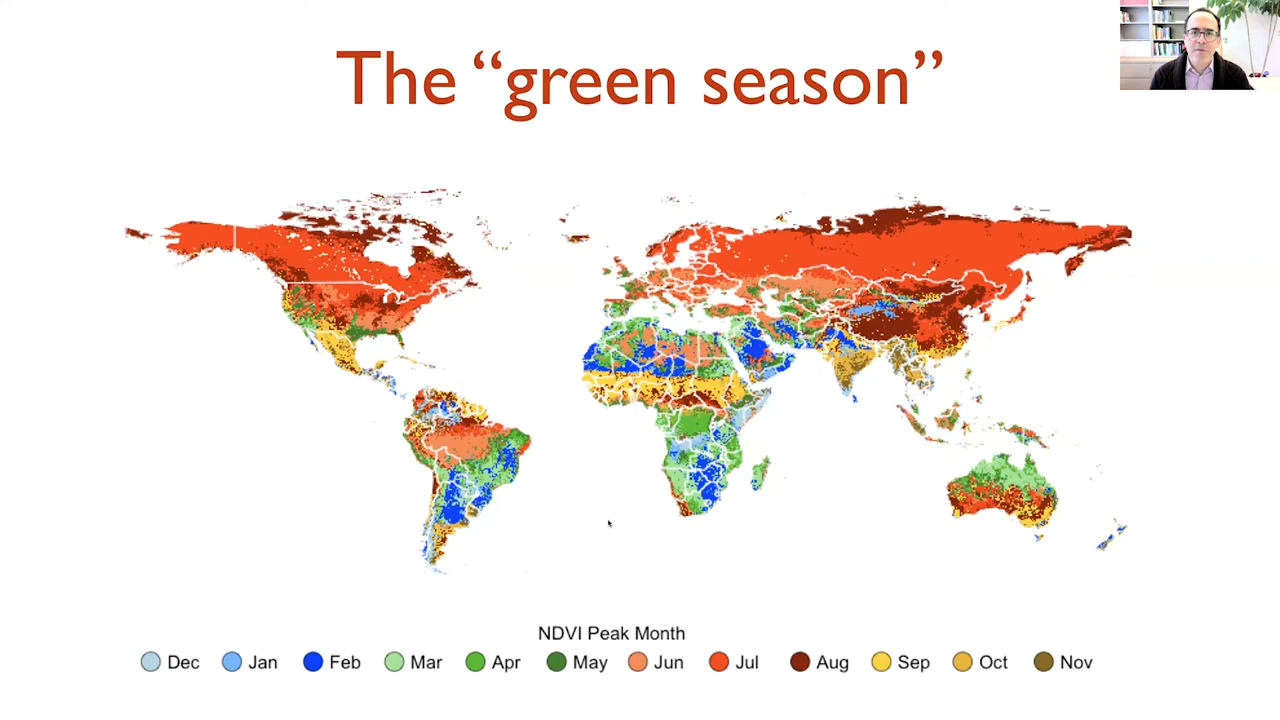 The “green season”
NDVI Peak Month
Dec Jan Feb Mar Apr May Jun Jul Aug Sep Oct Nov